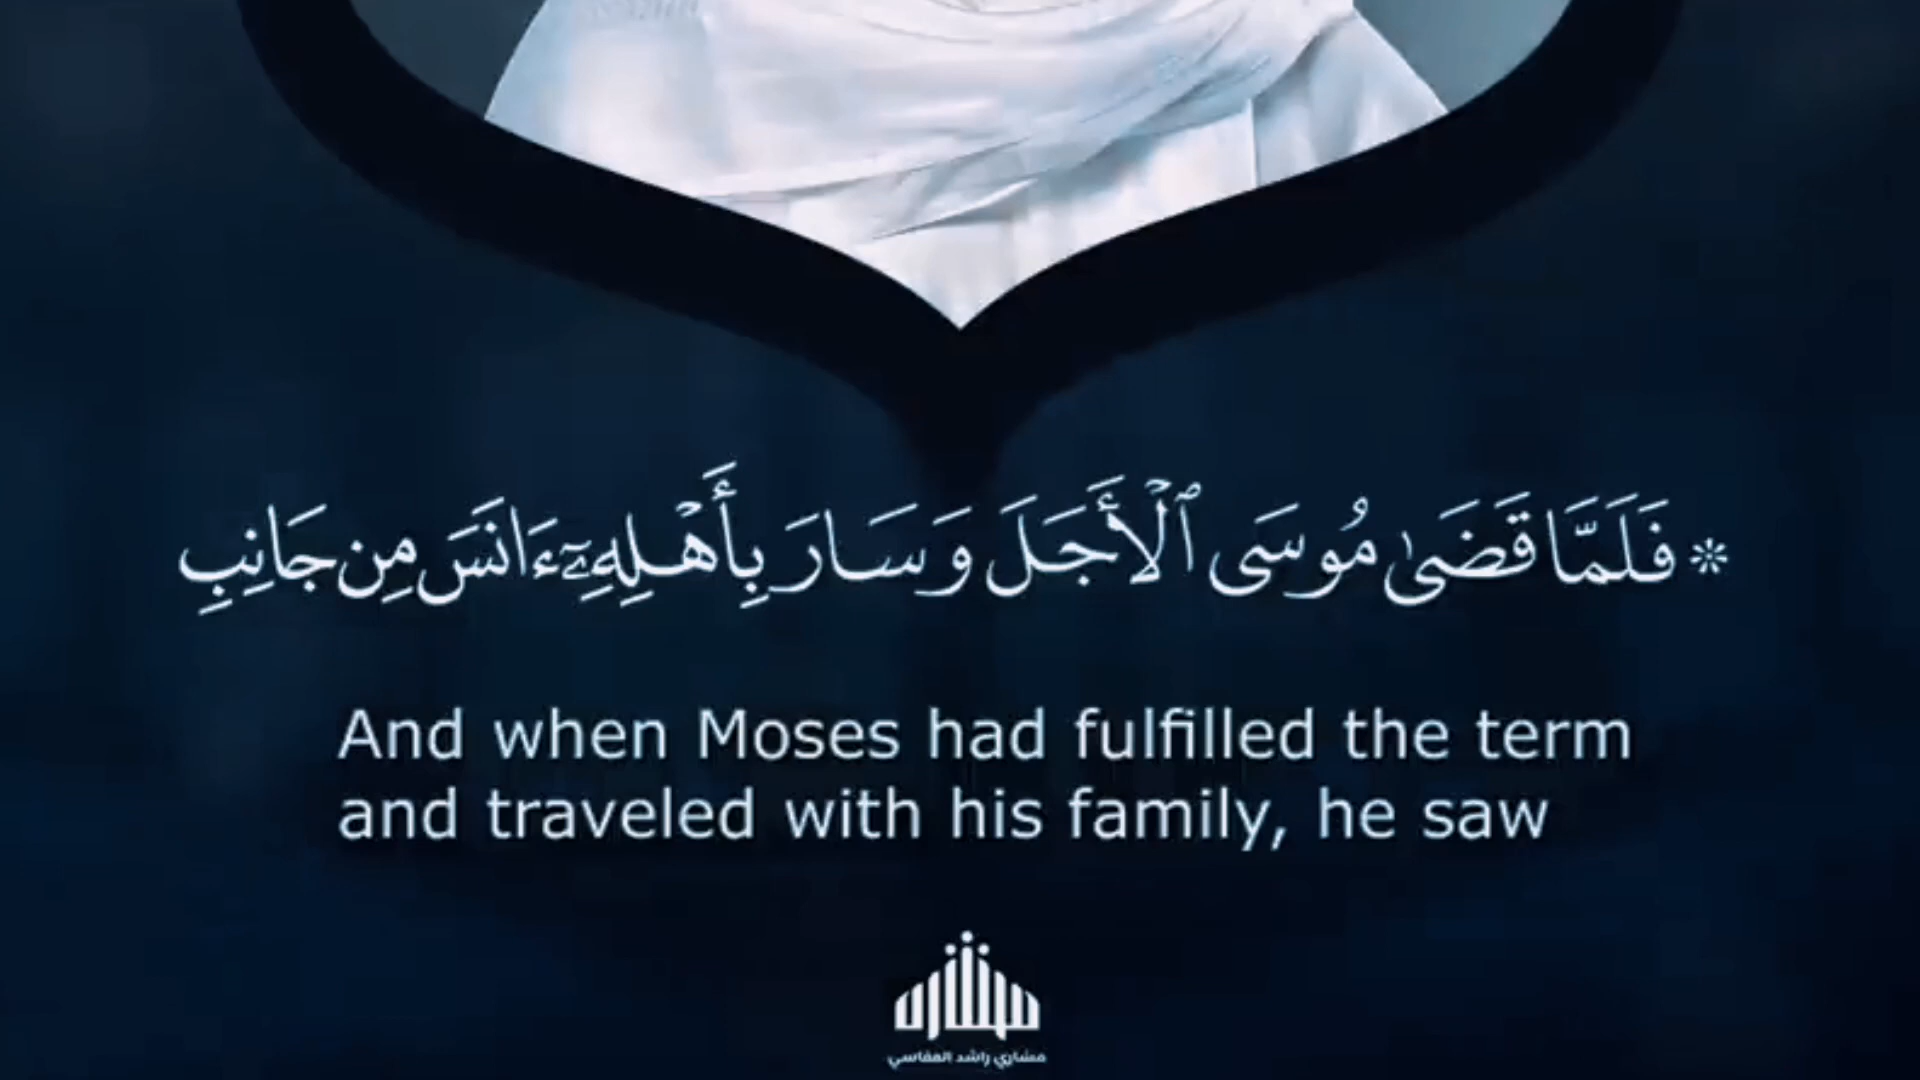 * فَلَمَّا قَضَىٰ مُوسَى ٱلْأَجَلَ وَسَارَ بِأَهْلِهِۦٓ ءَانَسَ مِن جَانِبِ
And when Moses had fulfilled the term
and traveled with his family, he saw
مشاري راشد العفاسي